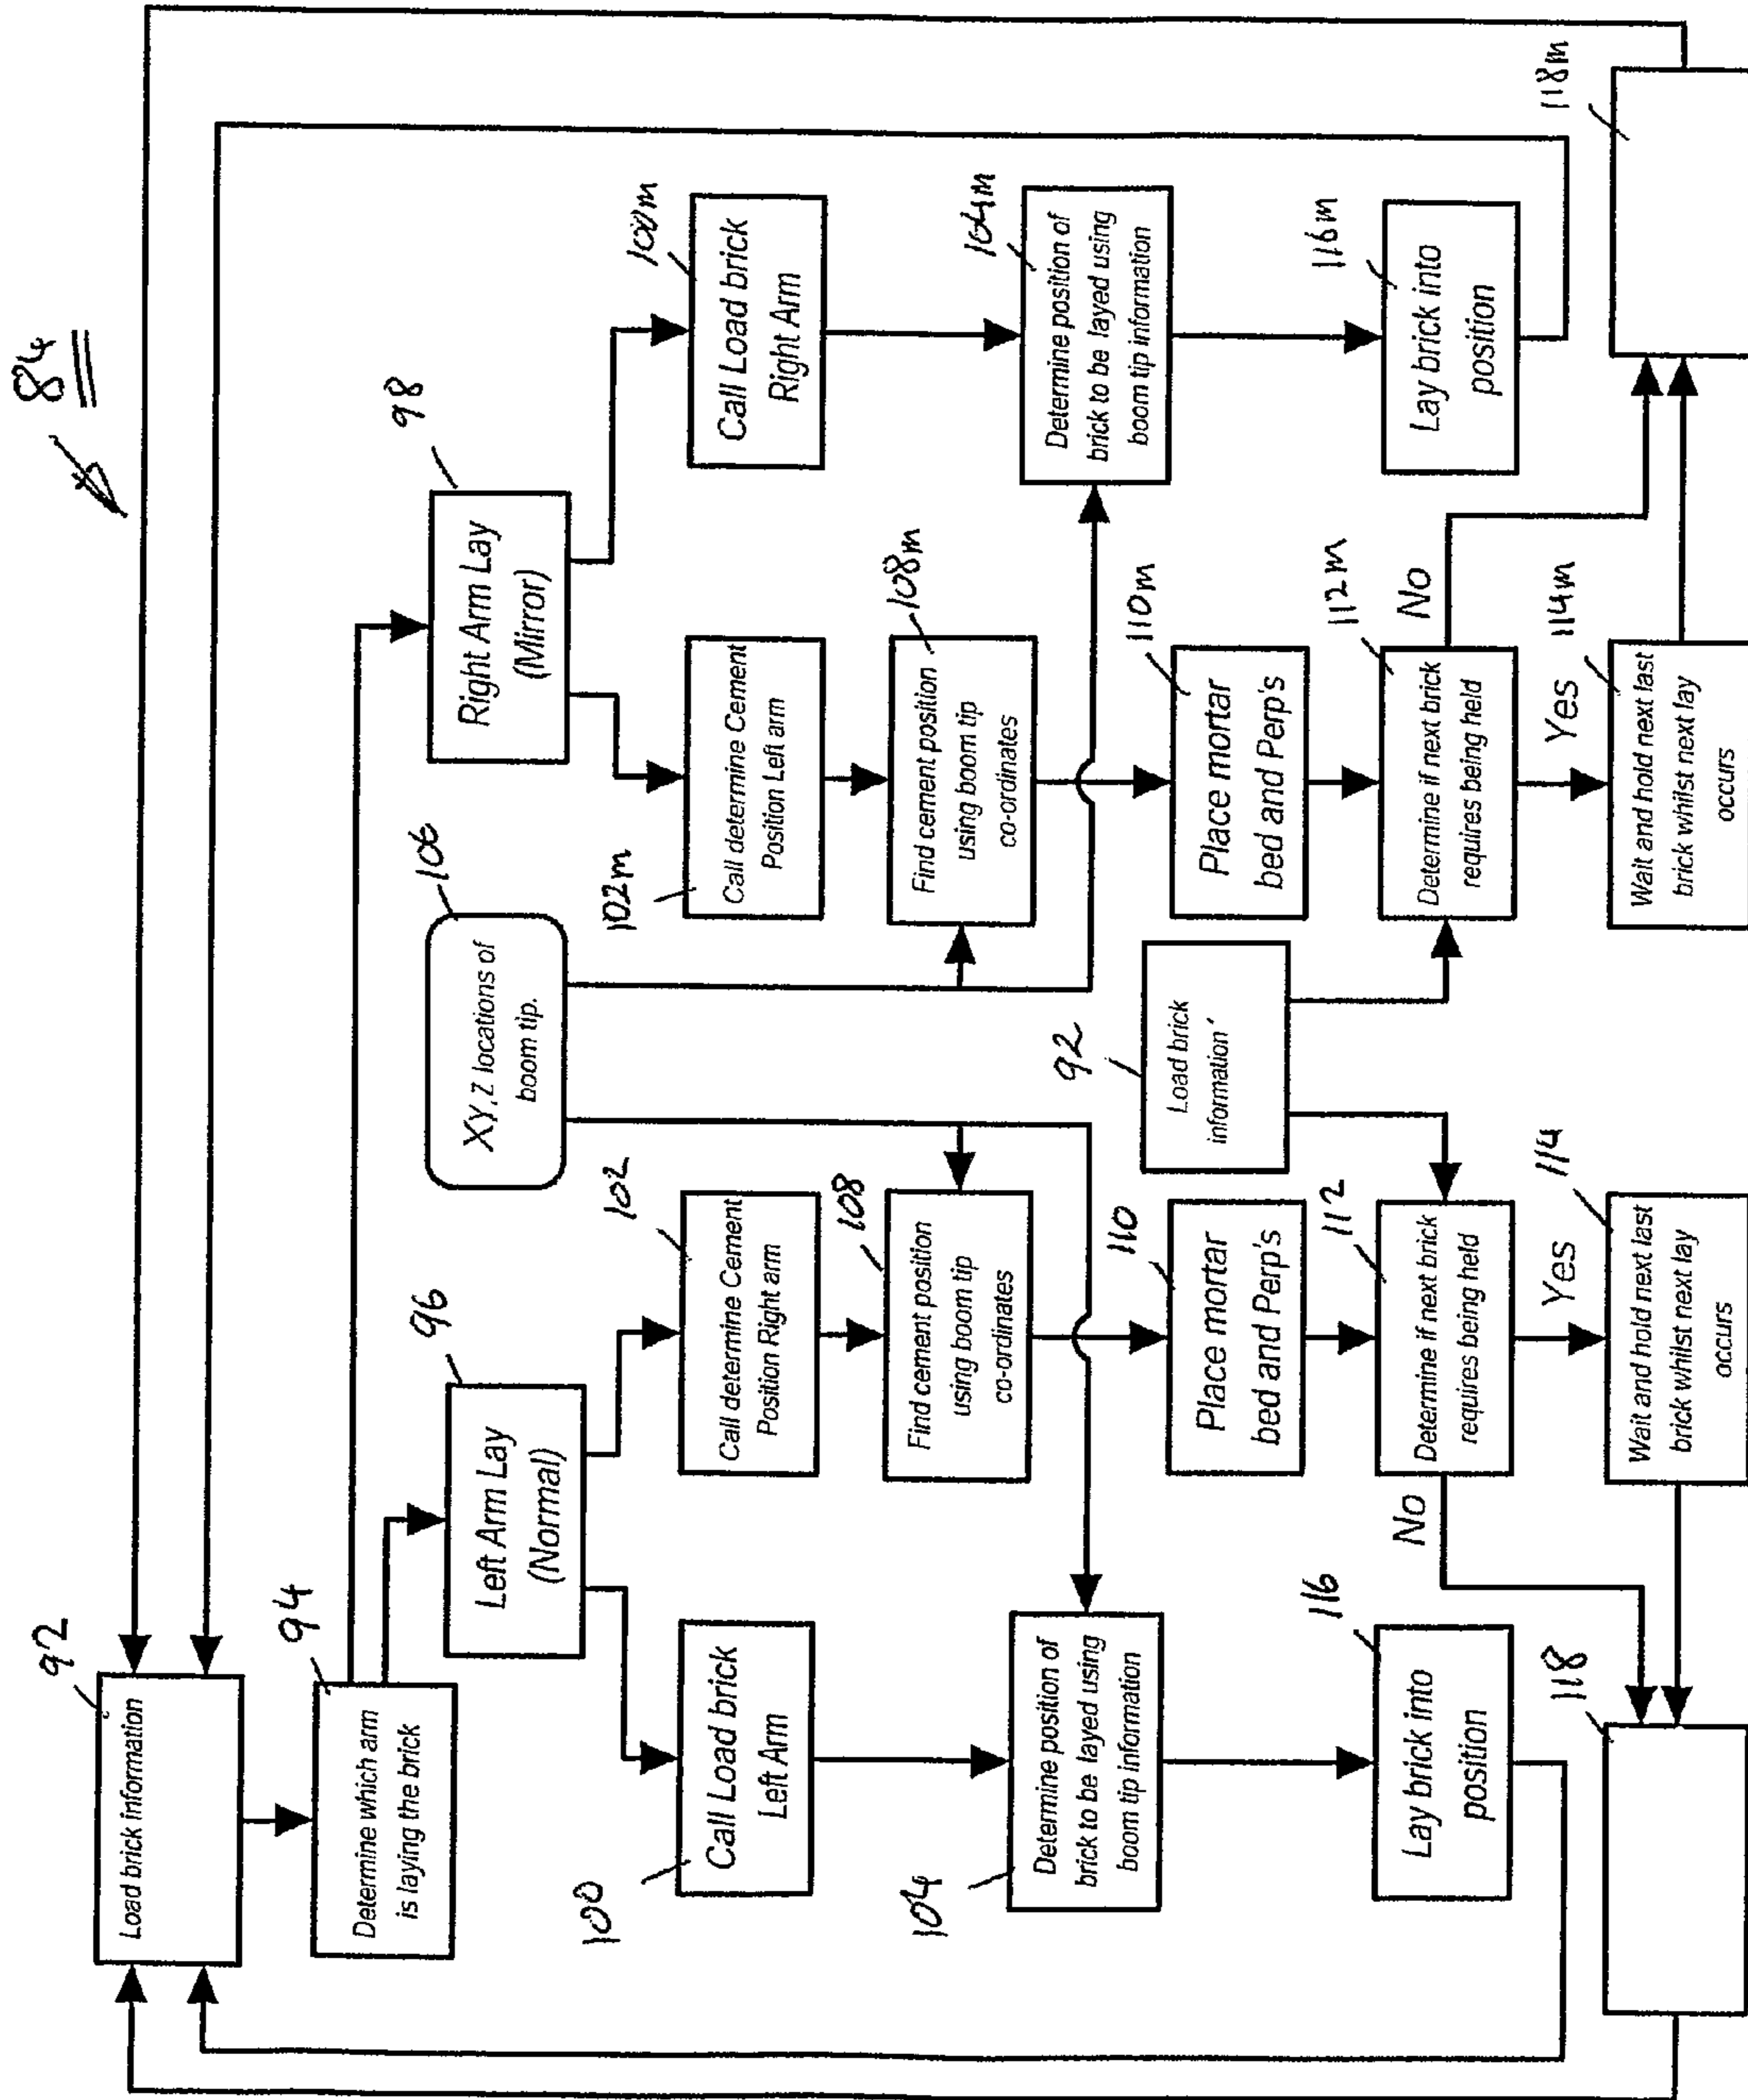 84
92
Load brick information
94
Determine which arm
is laying the brick
96
Left Arm Lay
(Normal)
106
XY,Z locations of
boom tip.
98
Right Arm Lay
(Mirror)
100
Call Load brick
Left Arm
102
Call determine Cement
Position Right arm
102m
Call determine Cement
Position Left arm
100m
Call Load brick
Right Arm
104
Determine position of
brick to be layed using
boom tip information
108
Find cement position
using boom tip
co-ordinates
108m
Find cement position
using boom tip
co-ordinates
104m
Determine position of
brick to be layed using
boom tip information
110
Place mortar
bed and Perp's
92
Load brick
information'
110m
Place mortar
bed and Perp's
116
Lay brick into
position
No
112
Determine if next brick
requires being held
Yes
112m
Determine if next brick
requires being held
No
Yes
116m
Lay brick into
position
118
114
Wait and hold next last
brick whilst next lay
occurs
114m
Wait and hold next last
brick whilst next lay
occurs
118m